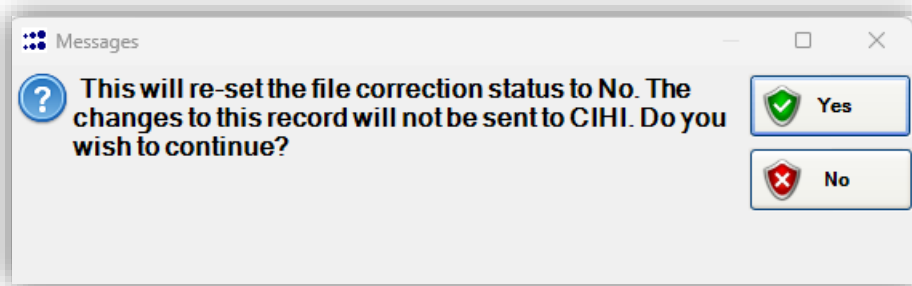 Messages
This will re-set the file correction status to No. The
changes to this record will not be sent to CIHI. Do you
wish to continue?
Yes
No